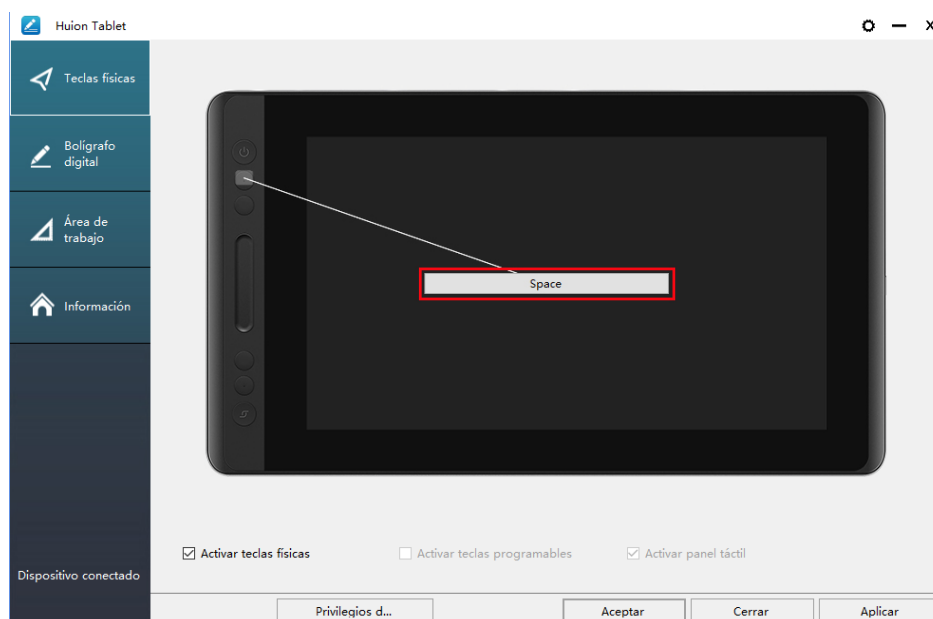 Huion Tablet
Teclas físicas
Bolígrafo
digital
Área de
trabajo
Información
Space
Activar teclas físicas
Activar teclas programables
Activar panel táctil
Dispositivo conectado
Privilegios d...
Aceptar
Cerrar
Aplicar